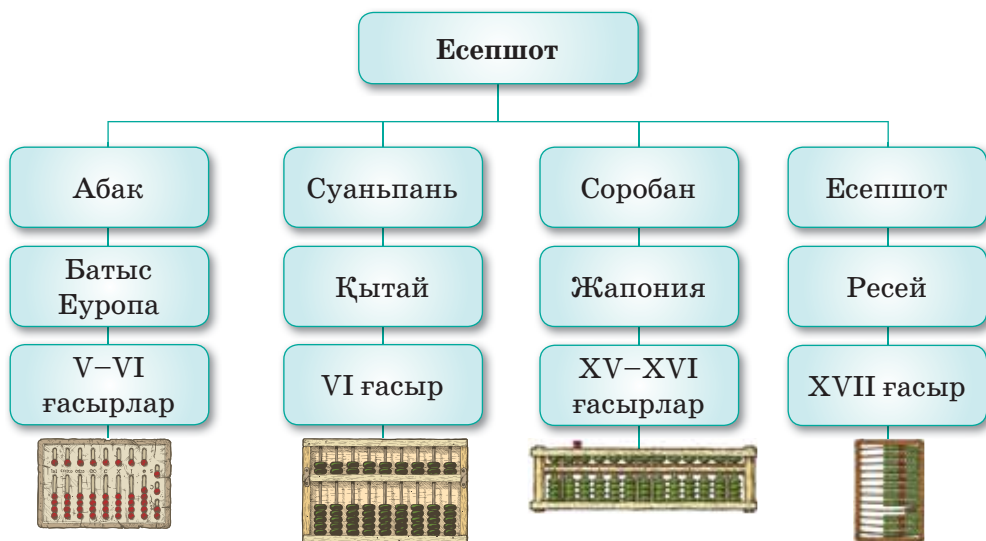 Есепшот
Абак
Суаньпань
Соробан
Есепшот
Батыс
Еуропа
Қытай
Жапония
Ресей
V–VI
ғасырлар
VI ғасыр
XV–XVI
ғасырлар
XVII ғасыр